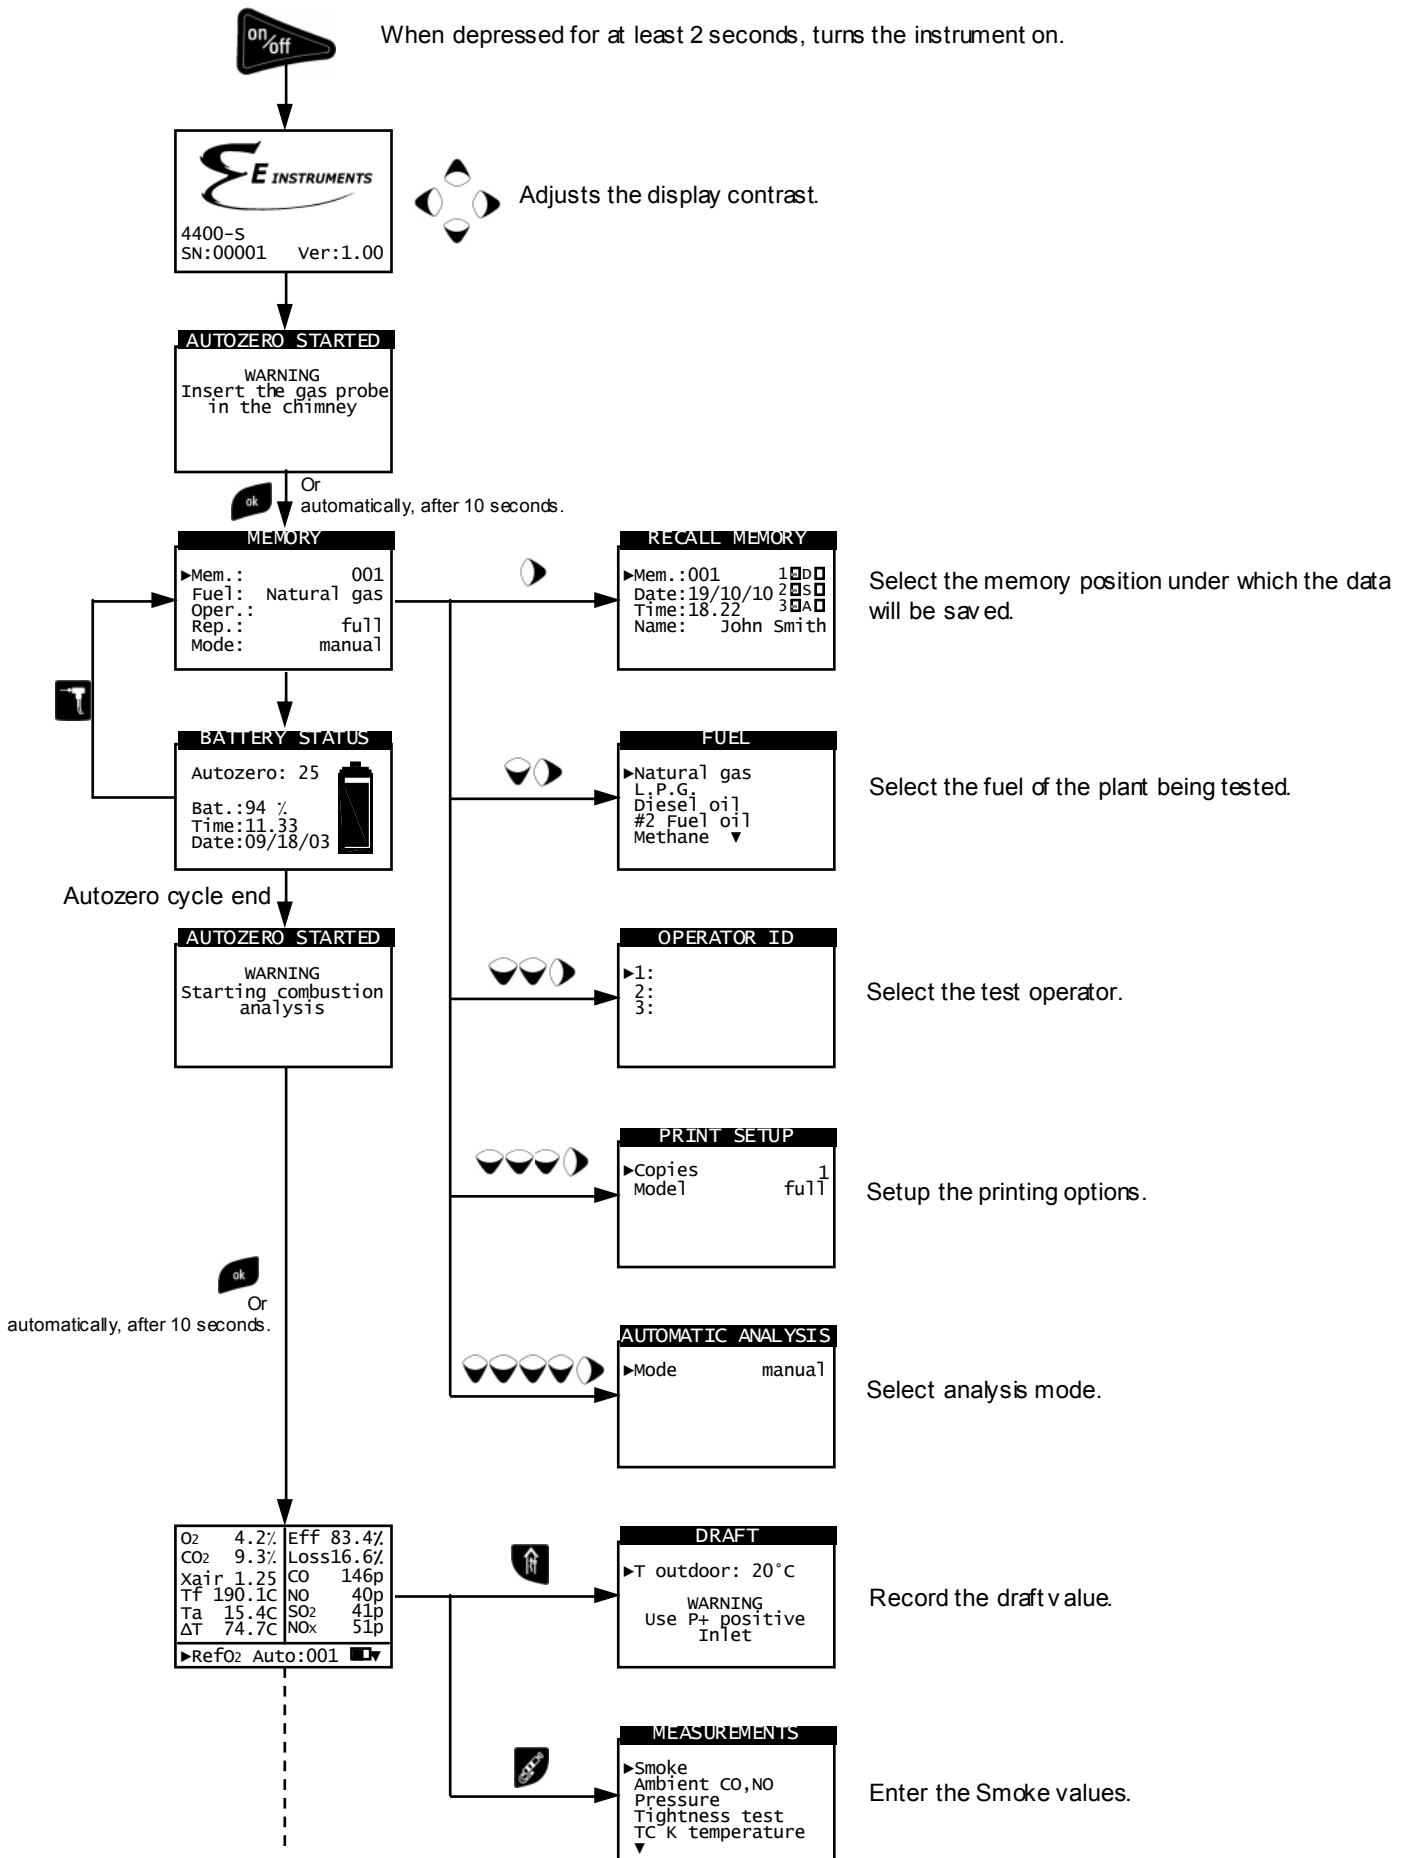 on/off
When depressed for at least 2 seconds, turns the instrument on.
E INSTRUMENTS
4400-S
SN:00001 Ver:1.00
Adjusts the display contrast.
AUTOZERO STARTED
WARNING
Insert the gas probe
in the chimney
ok
Or
automatically, after 10 seconds.
MEMORY
▶Mem.: 001
Fuel: Natural gas
Oper.:
Rep.: full
Mode: manual
RECALL MEMORY
▶Mem.:001 1 D
Date:19/10/10 2 S
Time:18.22 3 A
Name: John Smith
Select the memory position under which the data
will be saved.
BATTERY STATUS
Autozero: 25
Bat.:94 %
Time:11.33
Date:09/18/03
FUEL
▶Natural gas
L.P.G.
Diesel oil
#2 Fuel oil
Methane ▼
Select the fuel of the plant being tested.
Autozero cycle end
AUTOZERO STARTED
WARNING
Starting combustion
analysis
OPERATOR ID
▶1:
2:
3:
Select the test operator.
PRINT SETUP
▶Copies 1
Model full
Setup the printing options.
ok
Or
automatically, after 10 seconds.
AUTOMATIC ANALYSIS
▶Mode manual
Select analysis mode.
O2 4.2% Eff 83.4%
CO2 9.3% Loss16.6%
Xair 1.25 CO 146p
Tf 190.1C NO 40p
Ta 15.4C SO2 41p
ΔT 74.7C NOx 51p
▶RefO2 Auto:001 ▼
DRAFT
▶T outdoor: 20°C
WARNING
Use P+ positive
Inlet
Record the draft value.
MEASUREMENTS
▶Smoke
Ambient CO,NO
Pressure
Tightness test
TC K temperature
▼
Enter the Smoke values.